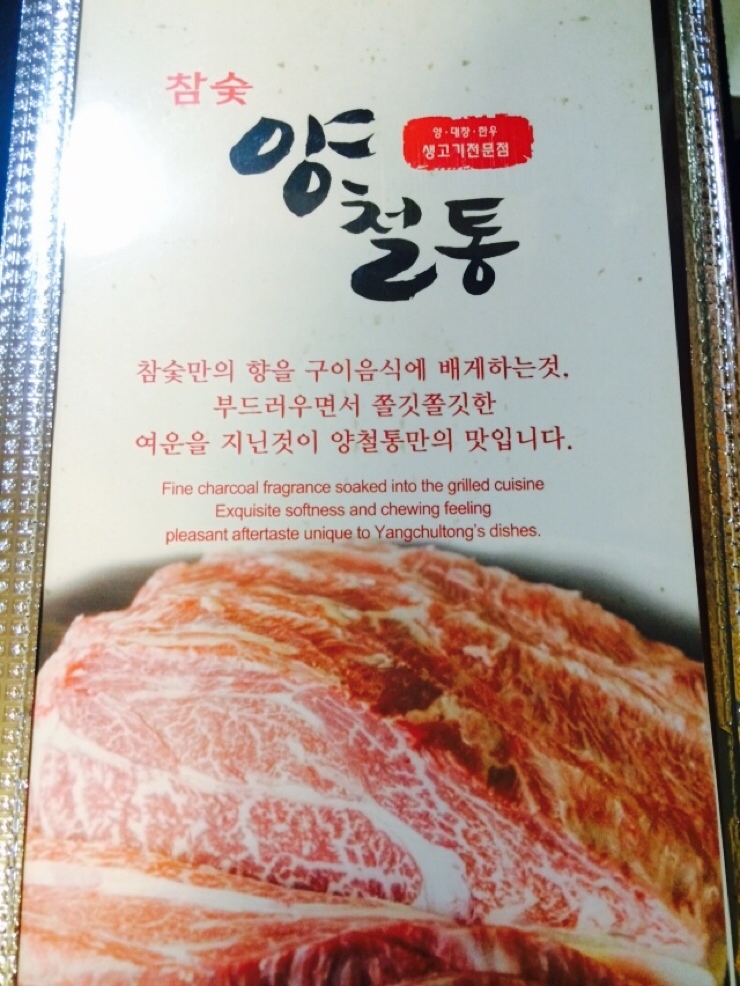 참숯
양철통
양·대창·한우
생고기전문점
참숯만의 향을 구이음식에 배게하는것,
부드러우면서 쫄깃쫄깃한
여운을 지닌것이 양철통만의 맛입니다.
Fine charcoal fragrance soaked into the grilled cuisine
Exquisite softness and chewing feeling
pleasant aftertaste unique to Yangchultong's dishes.